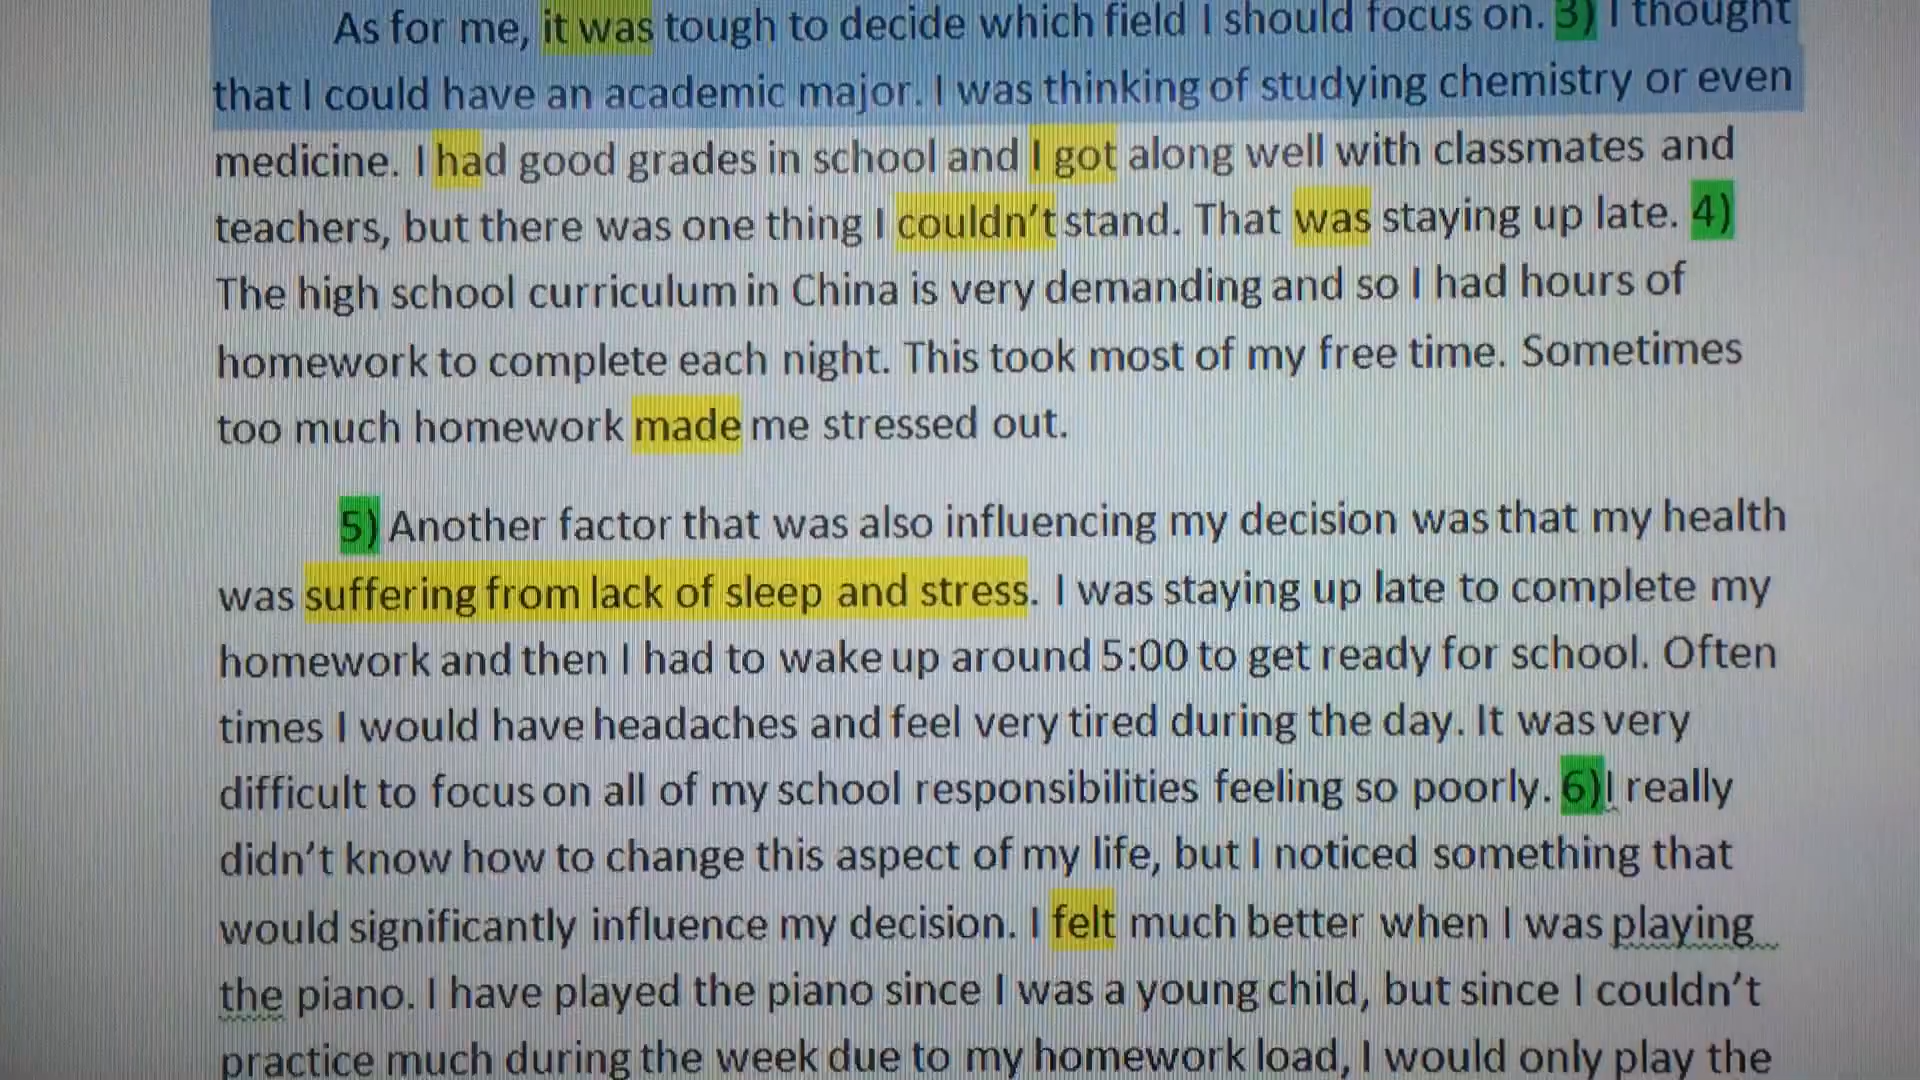 As for me, it was tough to decide which field I should focus on. 3) I thought
that I could have an academic major. I was thinking of studying chemistry or even
medicine. I had good grades in school and I got along well with classmates and
teachers, but there was one thing I couldn't stand. That was staying up late. 4)
The high school curriculum in China is very demanding and so I had hours of
homework to complete each night. This took most of my free time. Sometimes
too much homework made me stressed out.
5) Another factor that was also influencing my decision was that my health
was suffering from lack of sleep and stress. I was staying up late to complete my
homework and then I had to wake up around 5:00 to get ready for school. Often
times I would have headaches and feel very tired during the day. It was very
difficult to focus on all of my school responsibilities feeling so poorly. 6)I really
didn't know how to change this aspect of my life, but I noticed something that
would significantly influence my decision. I felt much better when I was playing
the piano. I have played the piano since I was a young child, but since I couldn't
practice much during the week due to my homework load, I would only play the